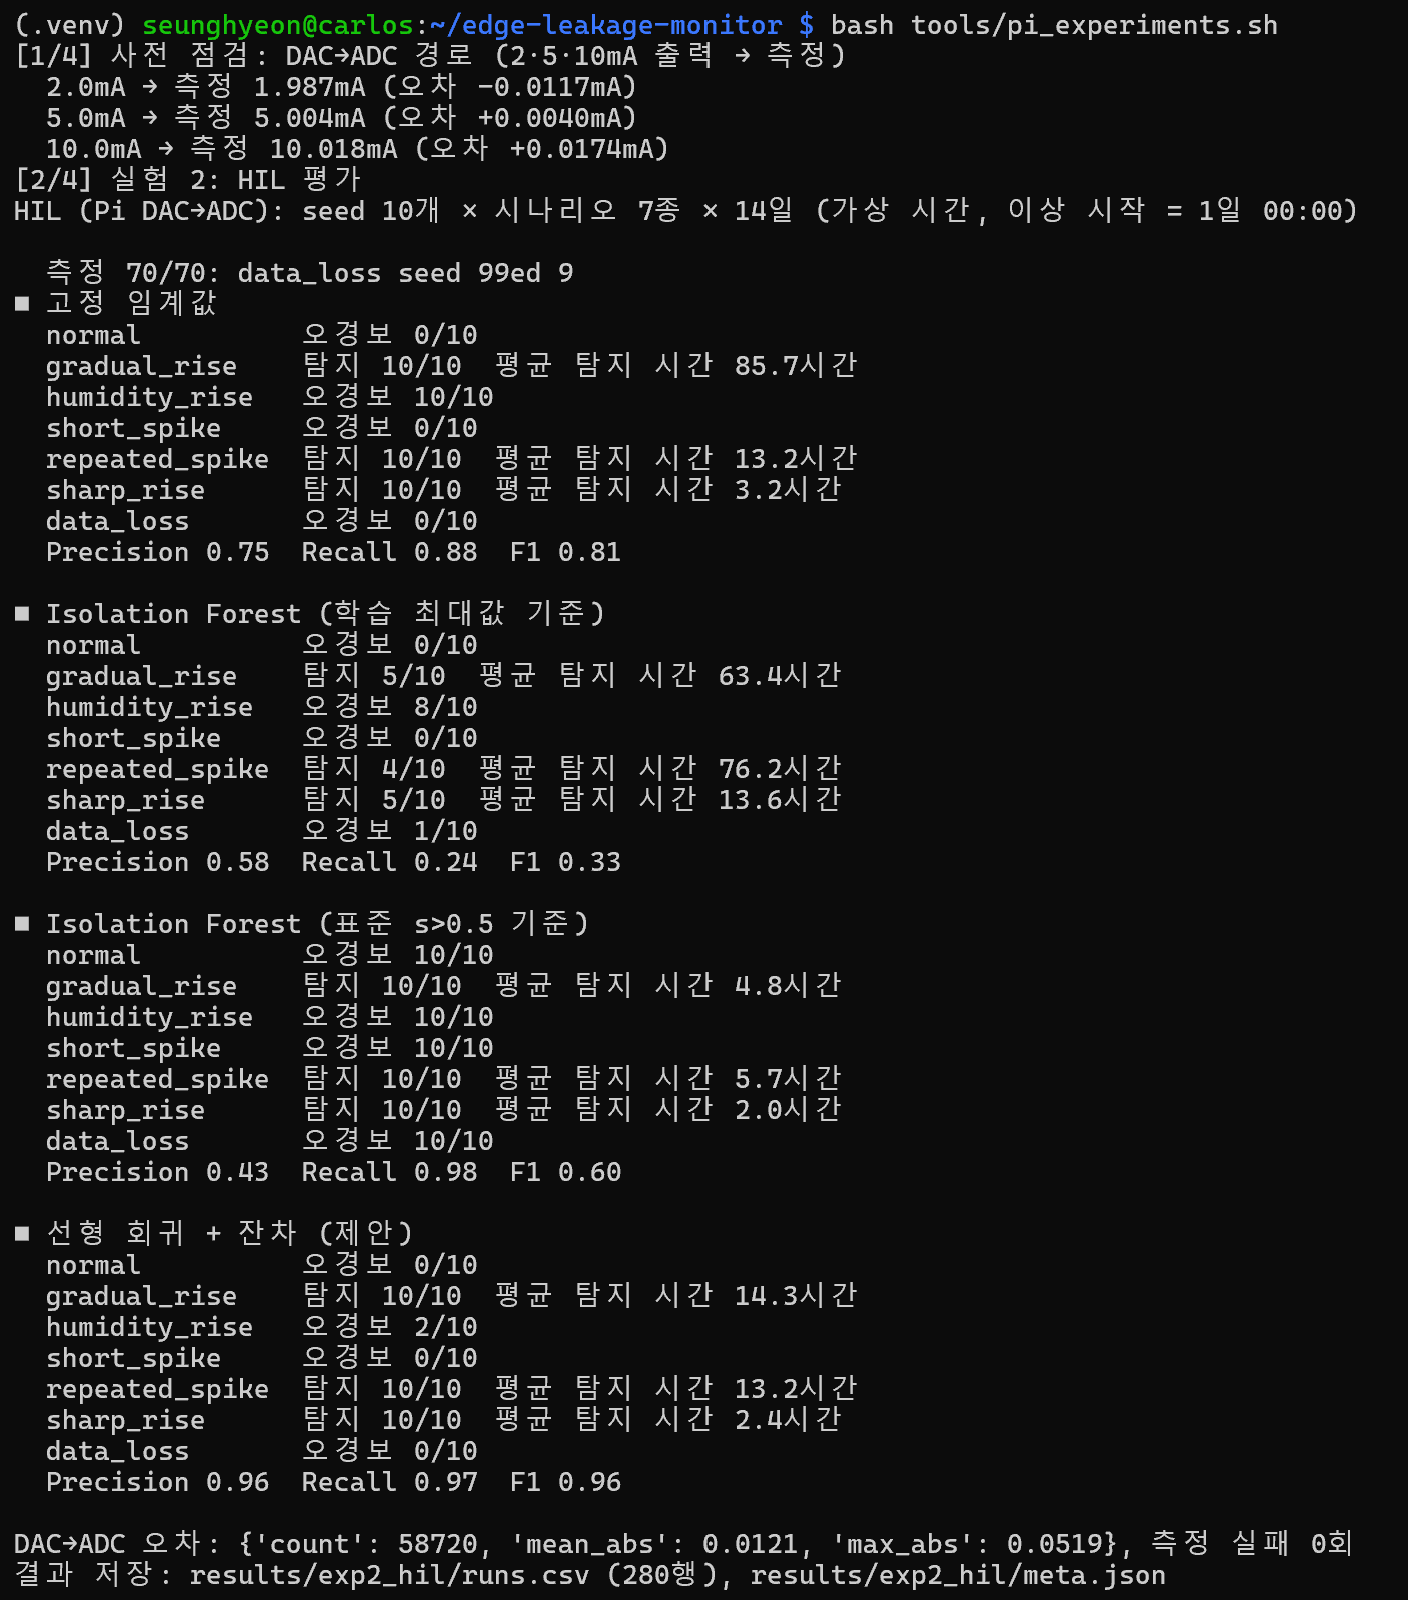 (.venv) seunghyeon@carlos:~/edge-leakage-monitor $ bash tools/pi_experiments.sh
[1/4] 사전 점검: DAC→ADC 경로 (2·5·10mA 출력 → 측정)
2.0mA → 측정 1.987mA (오차 -0.0117mA)
5.0mA → 측정 5.004mA (오차 +0.0040mA)
10.0mA → 측정 10.018mA (오차 +0.0174mA)
[2/4] 실험 2: HIL 평가
HIL (Pi DAC→ADC): seed 10개 × 시나리오 7종 × 14일 (가상 시간, 이상 시작 = 1일 00:00)
측정 70/70: data_loss seed 99ed 9
■ 고정 임계값
normal 오경보 0/10
gradual_rise 탐지 10/10 평균 탐지 시간 85.7시간
humidity_rise 오경보 10/10
short_spike 오경보 0/10
repeated_spike 탐지 10/10 평균 탐지 시간 13.2시간
sharp_rise 탐지 10/10 평균 탐지 시간 3.2시간
data_loss 오경보 0/10
Precision 0.75 Recall 0.88 F1 0.81
■ Isolation Forest (학습 최대값 기준)
normal 오경보 0/10
gradual_rise 탐지 5/10 평균 탐지 시간 63.4시간
humidity_rise 오경보 8/10
short_spike 오경보 0/10
repeated_spike 탐지 4/10 평균 탐지 시간 76.2시간
sharp_rise 탐지 5/10 평균 탐지 시간 13.6시간
data_loss 오경보 1/10
Precision 0.58 Recall 0.24 F1 0.33
■ Isolation Forest (표준 s>0.5 기준)
normal 오경보 10/10
gradual_rise 탐지 10/10 평균 탐지 시간 4.8시간
humidity_rise 오경보 10/10
short_spike 오경보 10/10
repeated_spike 탐지 10/10 평균 탐지 시간 5.7시간
sharp_rise 탐지 10/10 평균 탐지 시간 2.0시간
data_loss 오경보 10/10
Precision 0.43 Recall 0.98 F1 0.60
■ 선형 회귀 + 잔차 (제안)
normal 오경보 0/10
gradual_rise 탐지 10/10 평균 탐지 시간 14.3시간
humidity_rise 오경보 2/10
short_spike 오경보 0/10
repeated_spike 탐지 10/10 평균 탐지 시간 13.2시간
sharp_rise 탐지 10/10 평균 탐지 시간 2.4시간
data_loss 오경보 0/10
Precision 0.96 Recall 0.97 F1 0.96
DAC→ADC 오차: {'count': 58720, 'mean_abs': 0.0121, 'max_abs': 0.0519}, 측정 실패 0회
결과 저장: results/exp2_hil/runs.csv (280행), results/exp2_hil/meta.json